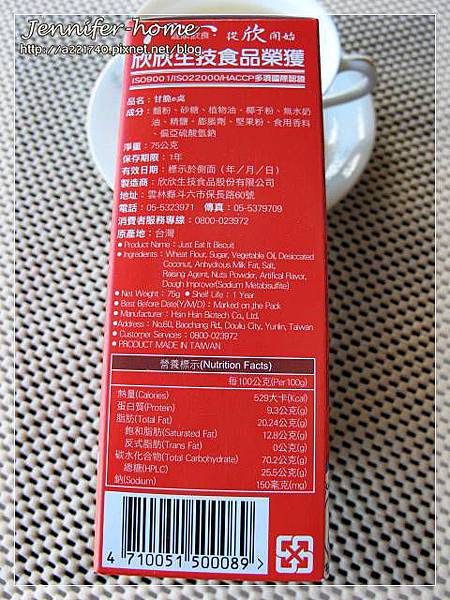 Jennifer-home
http://a221740.pixnet.net/blog
從欣開始
欣欣生技食品榮獲
ISO9001/ISO22000/HACCP多項國際認證
品名：甘脆e桌
成分：麵粉、砂糖、植物油、椰子粉、無水奶
油、精鹽、膨脹劑、堅果粉、食用香料
、偏亞硫酸氫鈉
淨重：75公克
保存期限：1年
有效日期：標示於側面（年／月／日）
製造商：欣欣生技食品股份有限公司
地址：雲林縣斗六市保長路60號
電話：05-5323971 傳真：05-5379709
消費者服務專線：0800-023972
原產地：台灣
● Product Name：Just Eat It Biscuit
● Ingredients：Wheat Flour, Sugar, Vegetable Oil, Desiccated
Coconut, Anhydrous Milk Fat, Salt,
Raising Agent, Nuts Powder, Artifical Flavor,
Dough Improver(Sodium Metabisulfite)
● Net Weight：75g ● Shelf Life：1 Year
● Best Before Date(Y/M/D)：Marked on the Pack
● Manufacturer：Hsin Hsin Biotech Co., Ltd.
●Address：No.60, Baochang Rd., Douliu City, Yunlin, Taiwan
● Customer Services：0800-023972
● PRODUCT MADE IN TAIWAN
營養標示(Nutrition Facts)
每100公克(Per100g)
熱量(Calories) 529大卡(Kcal)
蛋白質(Protein) 9.3公克(g)
脂肪(Total Fat) 20.24公克(g)
飽和脂肪(Saturated Fat) 12.8公克(g)
反式脂肪(Trans Fat) 0公克(g)
碳水化合物(Total Carbohydrate) 70.2公克(g)
總糖(HPLC) 25.5公克(g)
鈉(Sodium) 150毫克(mg)
4 710051 500089 >